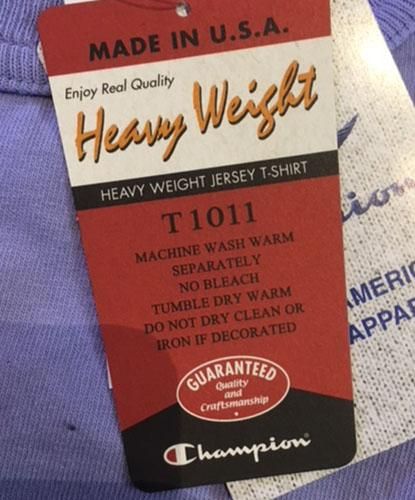 MADE IN U.S.A.
Enjoy Real Quality
Heavy Weight
HEAVY WEIGHT JERSEY T-SHIRT
T1011
MACHINE WASH WARM
SEPARATELY
NO BLEACH
TUMBLE DRY WARM
DO NOT DRY CLEAN OR
IRON IF DECORATED
GUARANTEED
Quality
and
Craftsmanship
Champion